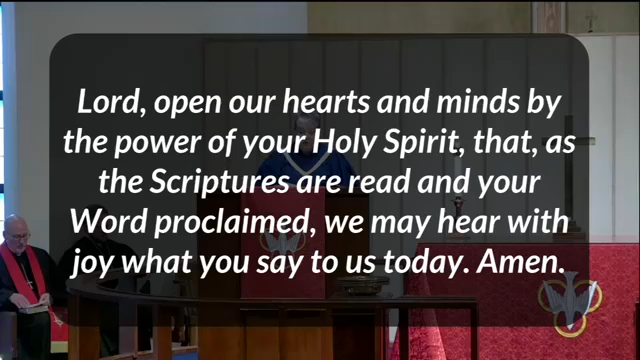 Lord, open our hearts and minds by
the power of your Holy Spirit, that, as
the Scriptures are read and your
Word proclaimed, we may hear with
joy what you say to us today. Amen.